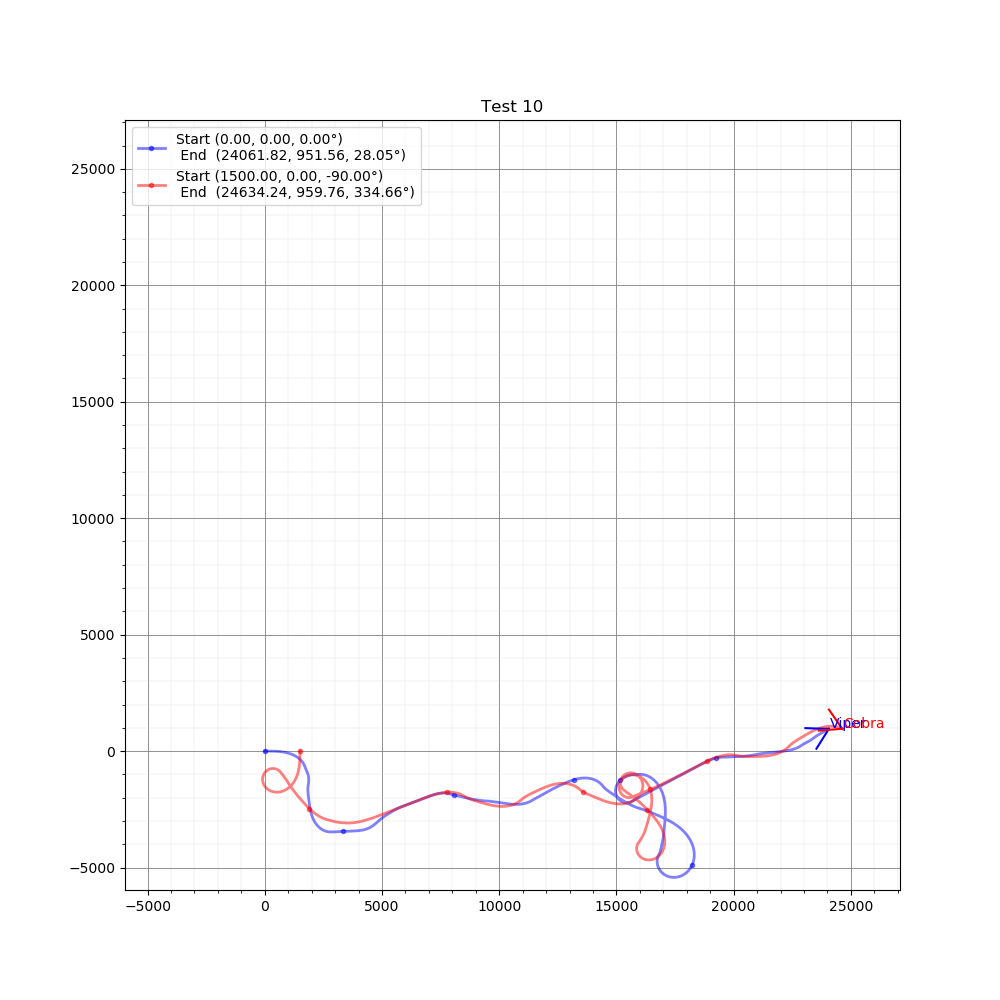 Test 10
Start (0.00, 0.00, 0.00°)
End  (24061.82, 951.56, 28.05°)
Start (1500.00, 0.00, -90.00°)
End  (24634.24, 959.76, 334.66°)
25000
20000
15000
10000
5000
0
−5000
Viper
Cobra
−5000 0 5000 10000 15000 20000 25000